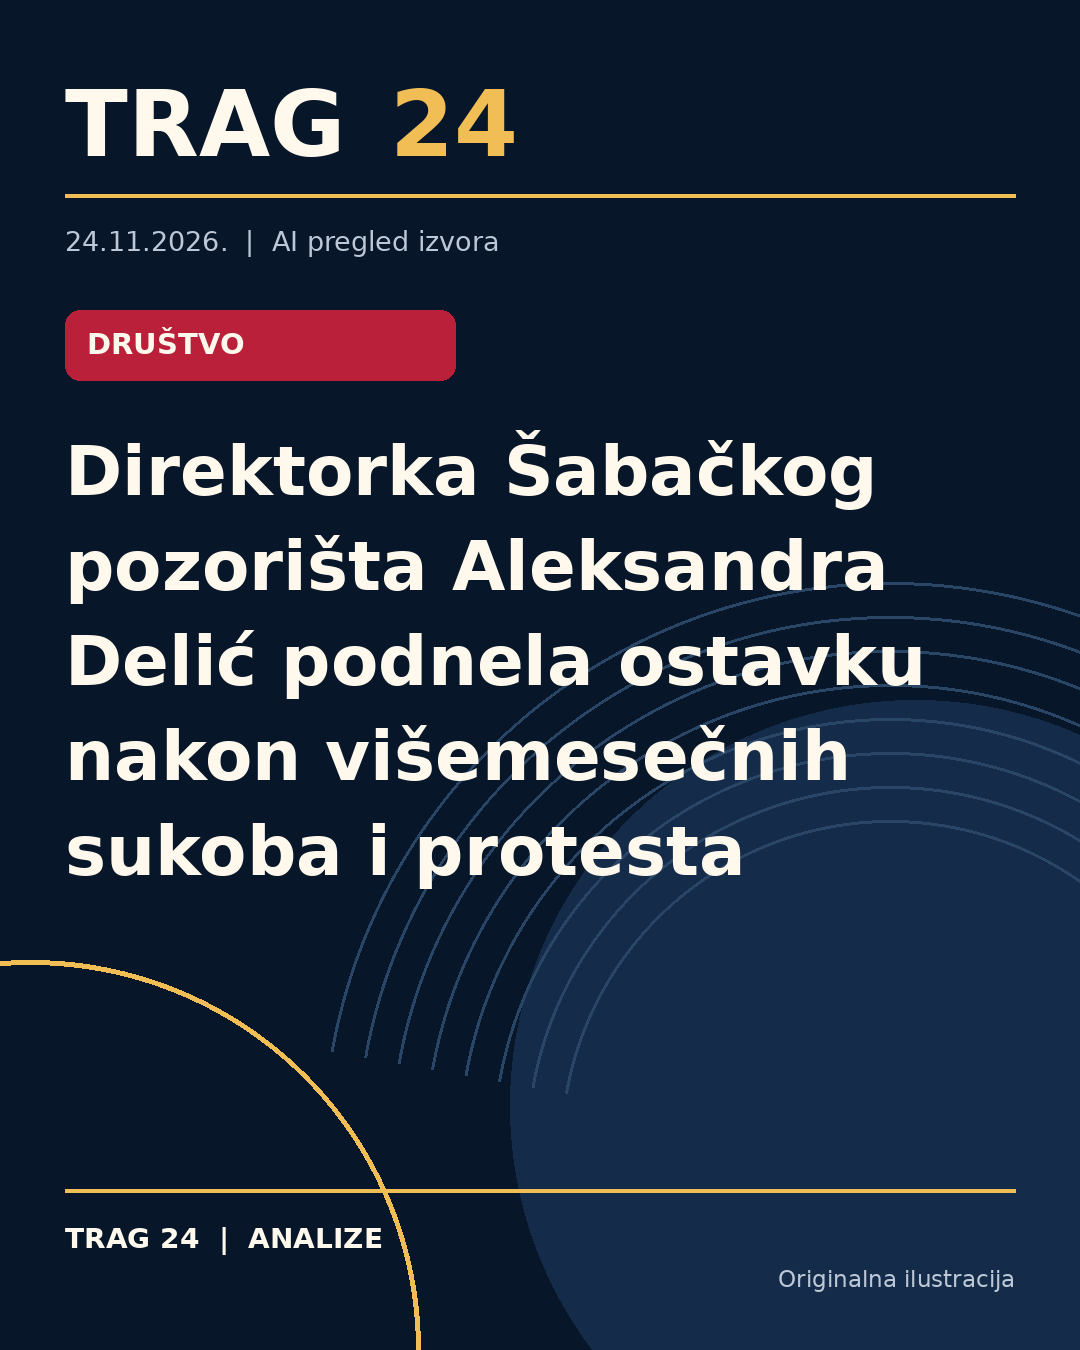 TRAG 24
24.11.2026. | AI pregled izvora
DRUŠTVO
Direktorka Šabačkog
pozorišta Aleksandra
Delić podnela ostavku
nakon višemesečnih
sukoba i protesta
TRAG 24 | ANALIZE
Originalna ilustracija